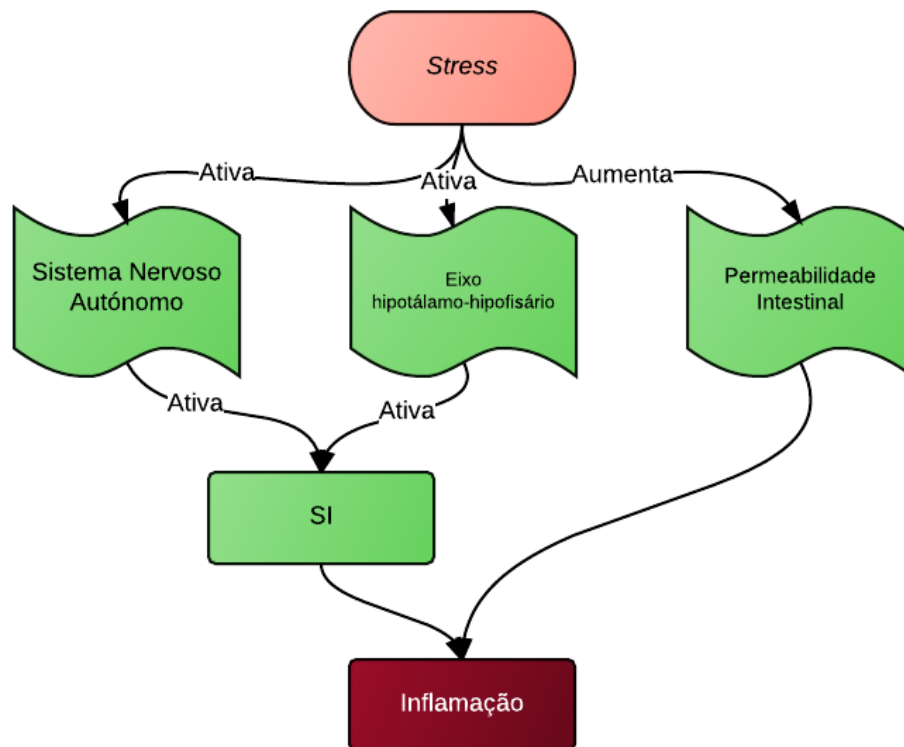 Stress
Ativa
Ativa
Aumenta
Sistema Nervoso
Autónomo
Eixo
hipotálamo-hipofisário
Permeabilidade
Intestinal
Ativa
Ativa
SI
Inflamação